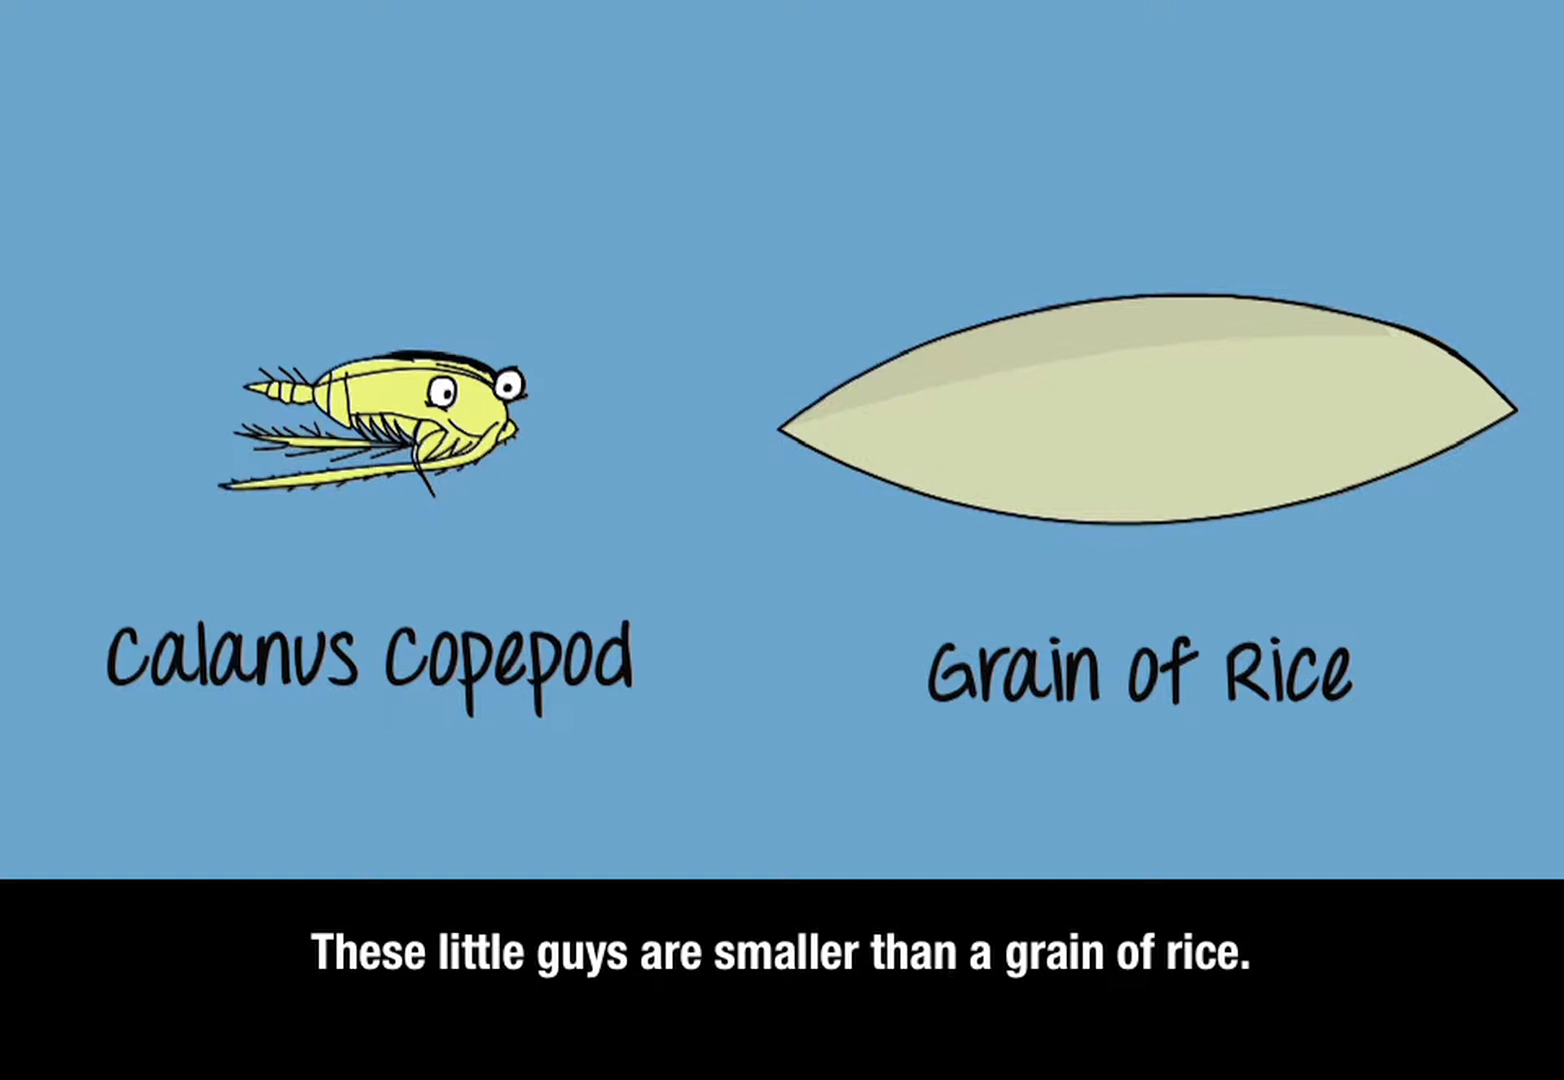 Calanus Copepod
Grain of Rice
These little guys are smaller than a grain of rice.